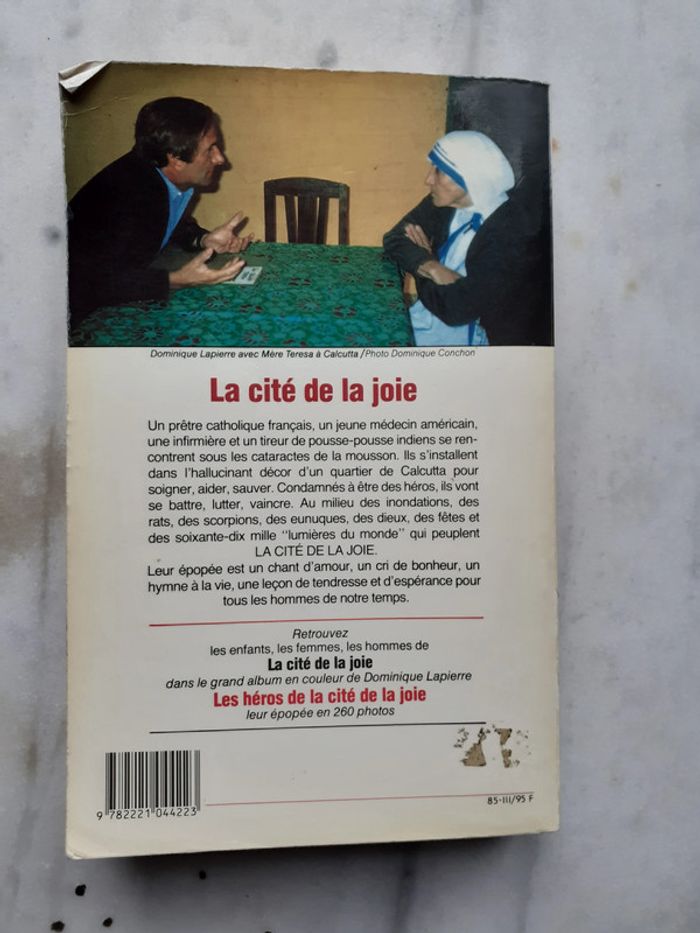 Dominique Lapierre avec Mère Teresa à Calcutta /Photo Dominique Conchon
La cité de la joie
Un prêtre catholique français, un jeune médecin américain,
une infirmière et un tireur de pousse-pousse indiens se ren-
contrent sous les cataractes de la mousson. Ils s'installent
dans l'hallucinant décor d'un quartier de Calcutta pour
soigner, aider, sauver. Condamnés à être des héros, ils vont
se battre, lutter, vaincre. Au milieu des inondations, des
rats, des scorpions, des eunuques, des dieux, des fêtes et
des soixante-dix mille "lumières du monde" qui peuplent
LA CITÉ DE LA JOIE.
Leur épopée est un chant d'amour, un cri de bonheur, un
hymne à la vie, une leçon de tendresse et d'espérance pour
tous les hommes de notre temps.
Retrouvez
les enfants, les femmes, les hommes de
La cité de la joie
dans le grand album en couleur de Dominique Lapierre
Les héros de la cité de la joie
leur épopée en 260 photos
9 782221 044223
85-III/95 F